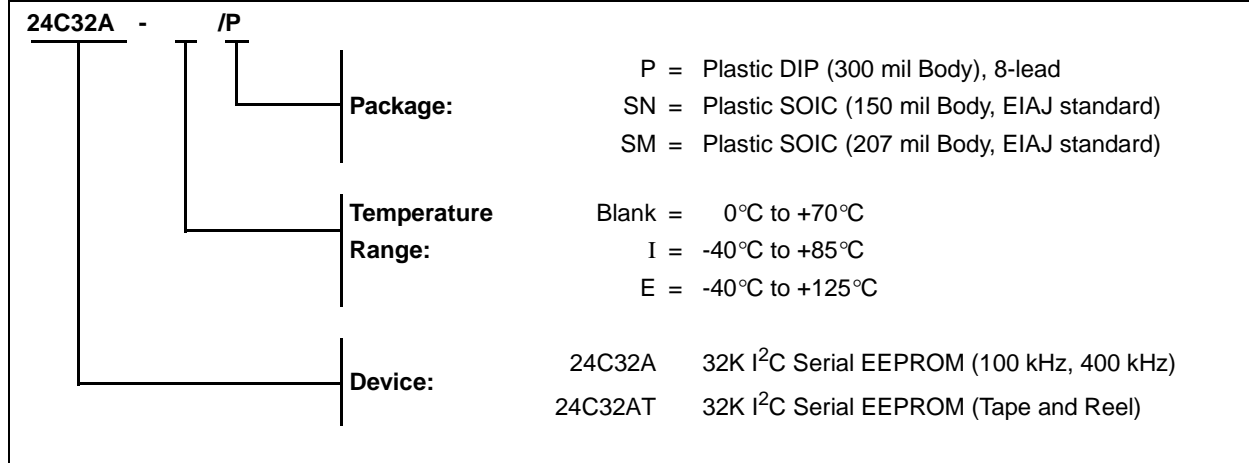 24C32A - /P
P = Plastic DIP (300 mil Body), 8-lead
Package: SN = Plastic SOIC (150 mil Body, EIAJ standard)
SM = Plastic SOIC (207 mil Body, EIAJ standard)
Temperature Blank = 0°C to +70°C
Range: I = -40°C to +85°C
E = -40°C to +125°C
24C32A 32K I²C Serial EEPROM (100 kHz, 400 kHz)
Device:
24C32AT 32K I²C Serial EEPROM (Tape and Reel)